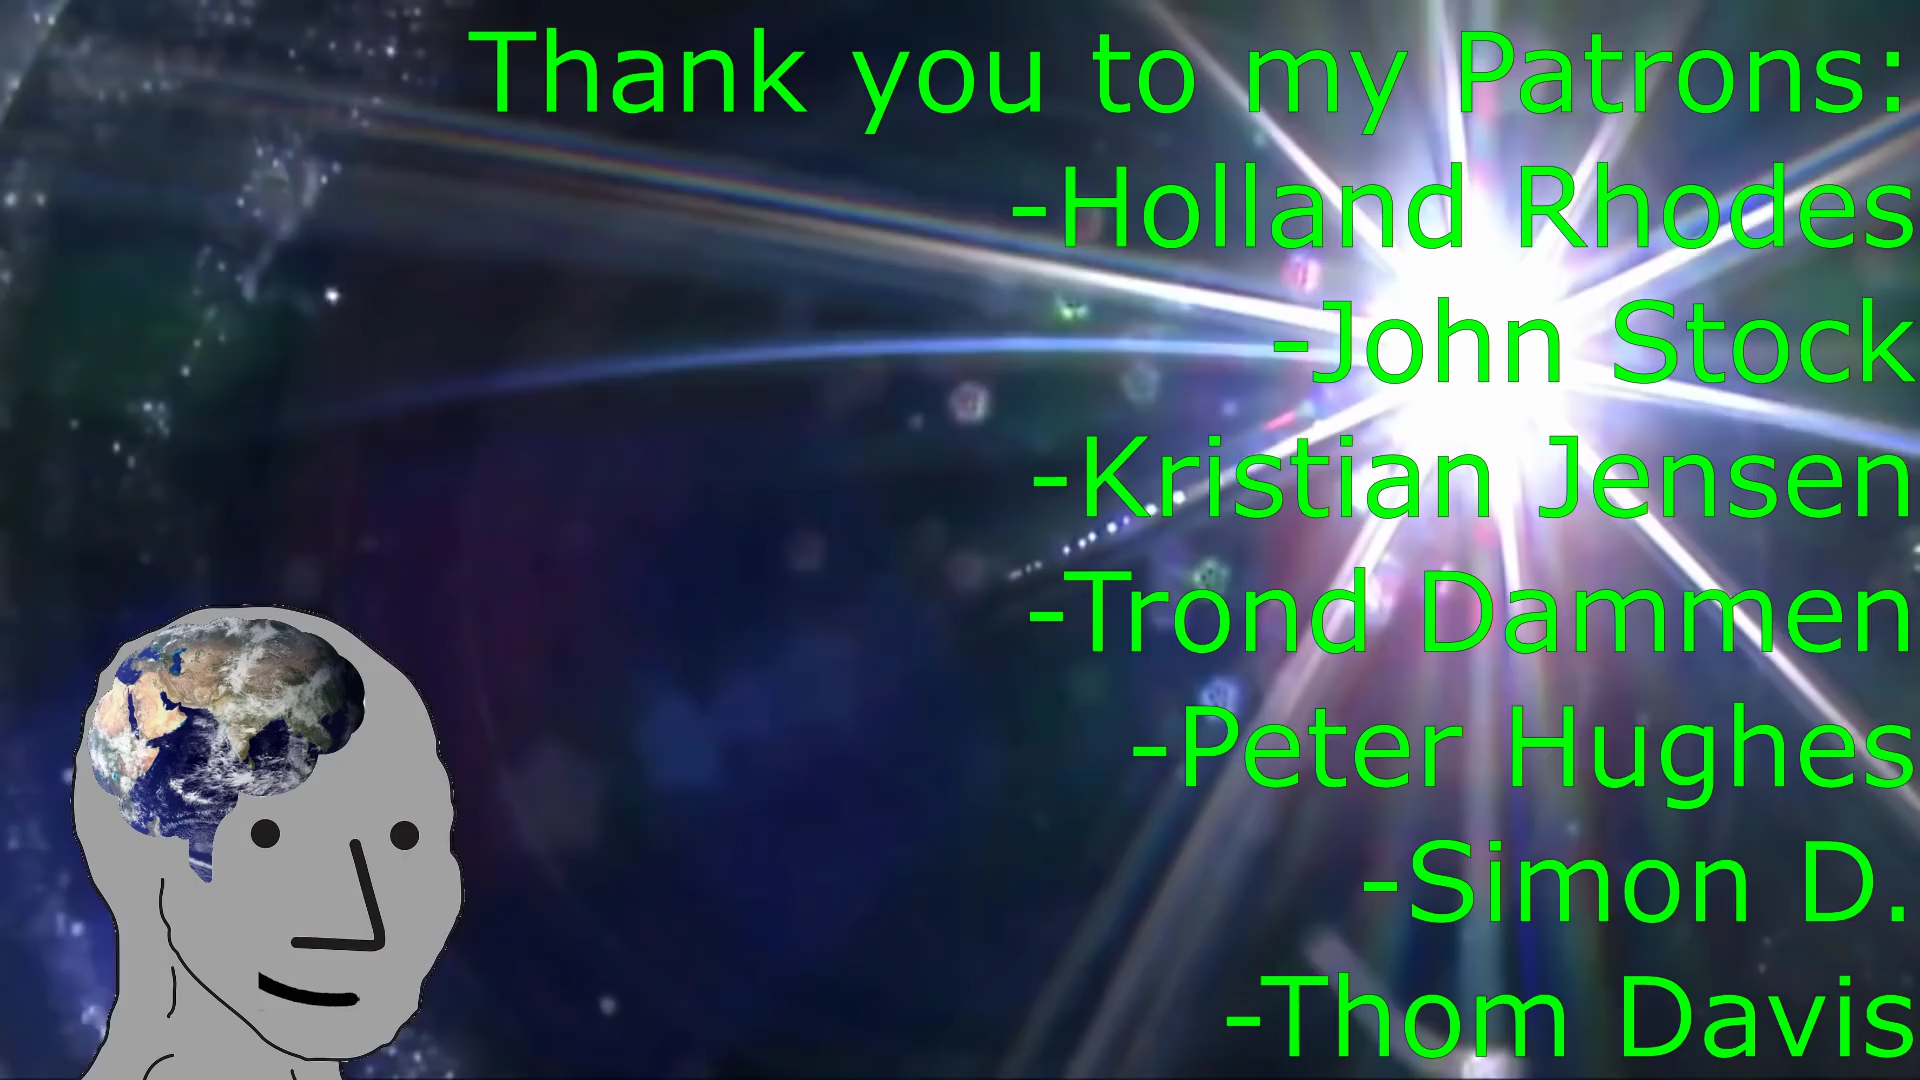 Thank you to my Patrons:
-Holland Rhodes
-John Stock
-Kristian Jensen
-Trond Dammen
-Peter Hughes
-Simon D.
-Thom Davis